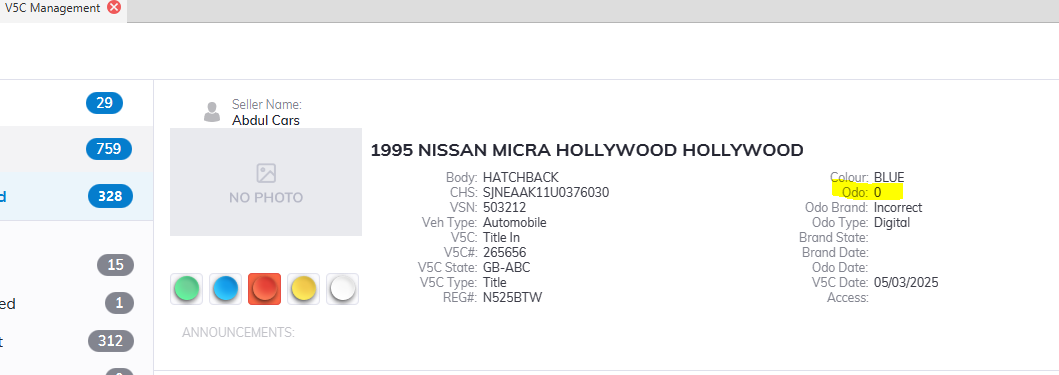 V5C Management
29
759
d
328
15
ed
1
t
312
Seller Name:
Abdul Cars
NO PHOTO
1995 NISSAN MICRA HOLLYWOOD HOLLYWOOD
Body: HATCHBACK
CHS: SJNEAAK11U0376030
VSN: 503212
Veh Type: Automobile
V5C: Title In
V5C#: 265656
V5C State: GB-ABC
V5C Type: Title
REG#: N525BTW
Colour: BLUE
Odo: 0
Odo Brand: Incorrect
Odo Type: Digital
Brand State:
Brand Date:
Odo Date:
V5C Date: 05/03/2025
Access:
ANNOUNCEMENTS: